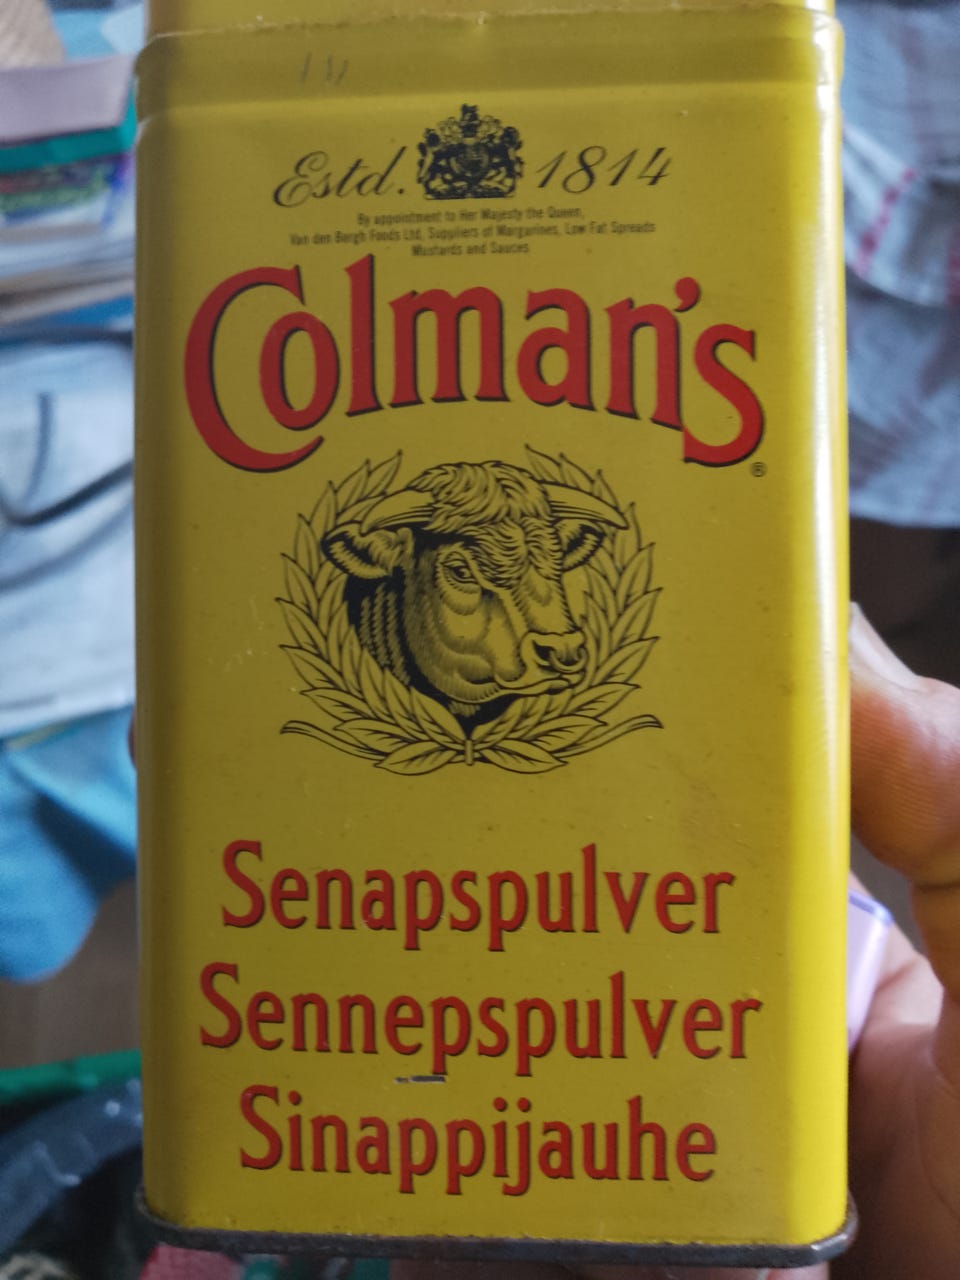 Estd. 1814
By appointment to Her Majesty the Queen,
Van den Bergh Foods Ltd, Suppliers of Margarines, Low Fat Spreads
Mustards and Sauces
Colman's®
Senapspulver
Sennepspulver
Sinappijauhe